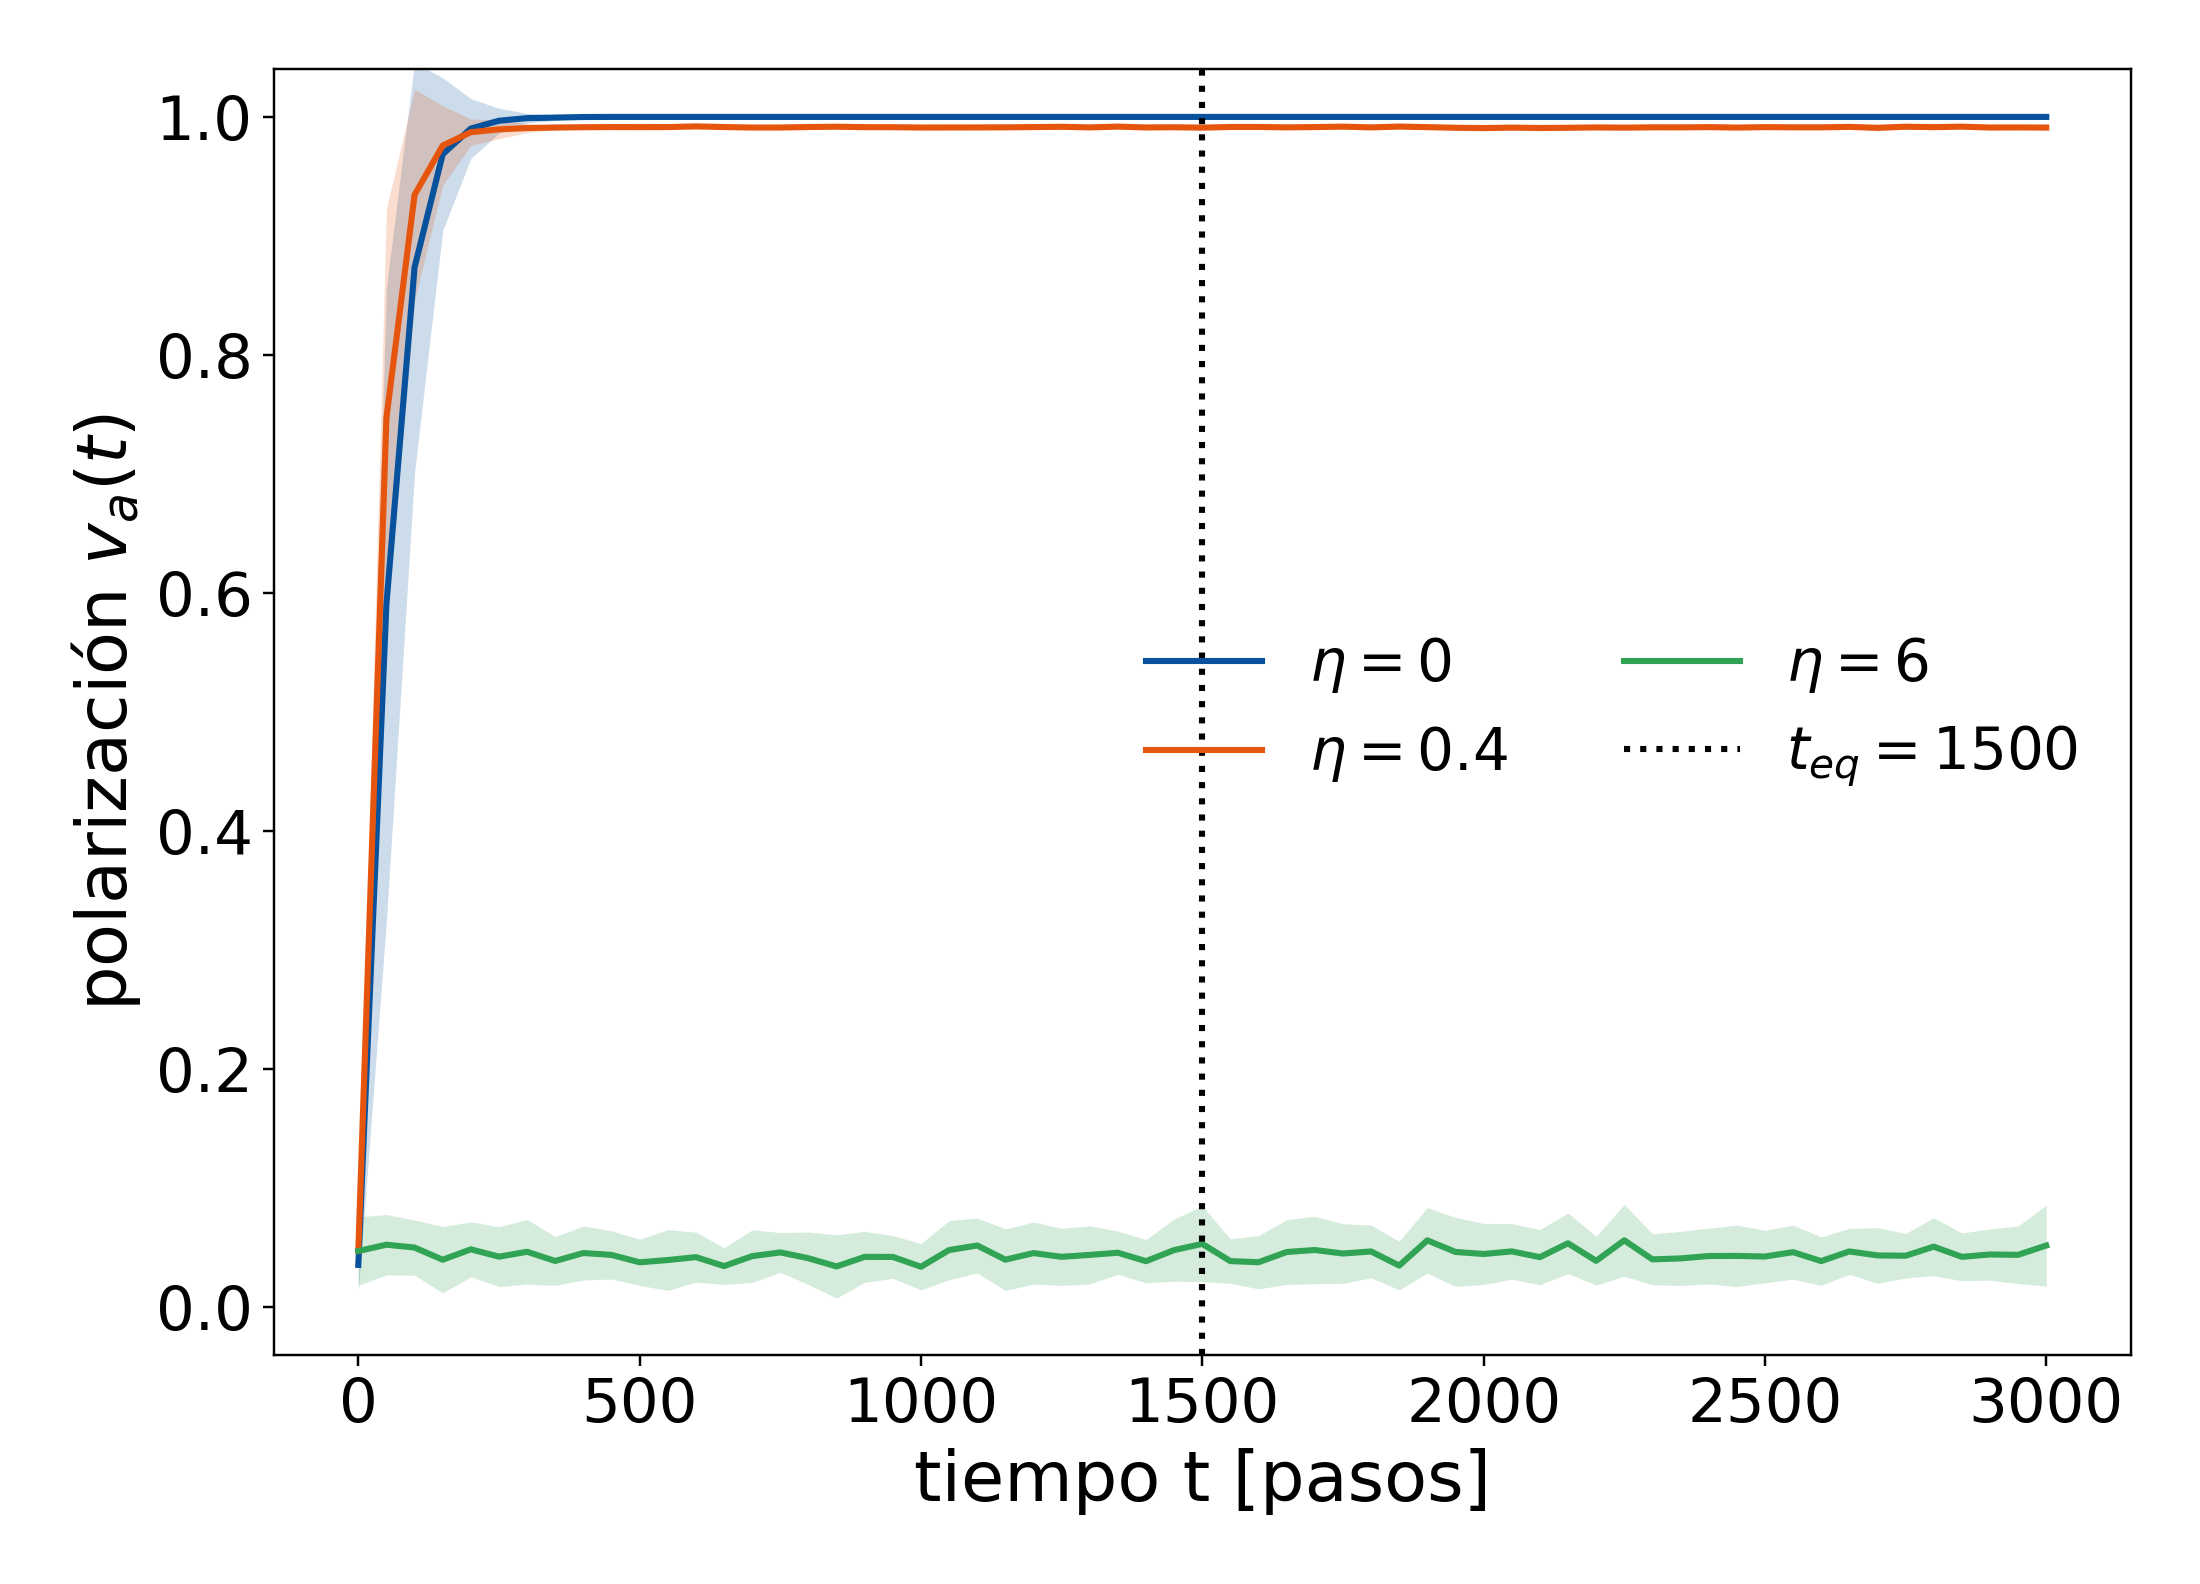 polarización v_a(t)
1.0
0.8
0.6
0.4
0.2
0.0
η = 0
η = 0.4
η = 6
t_eq = 1500
0 500 1000 1500 2000 2500 3000
tiempo t [pasos]